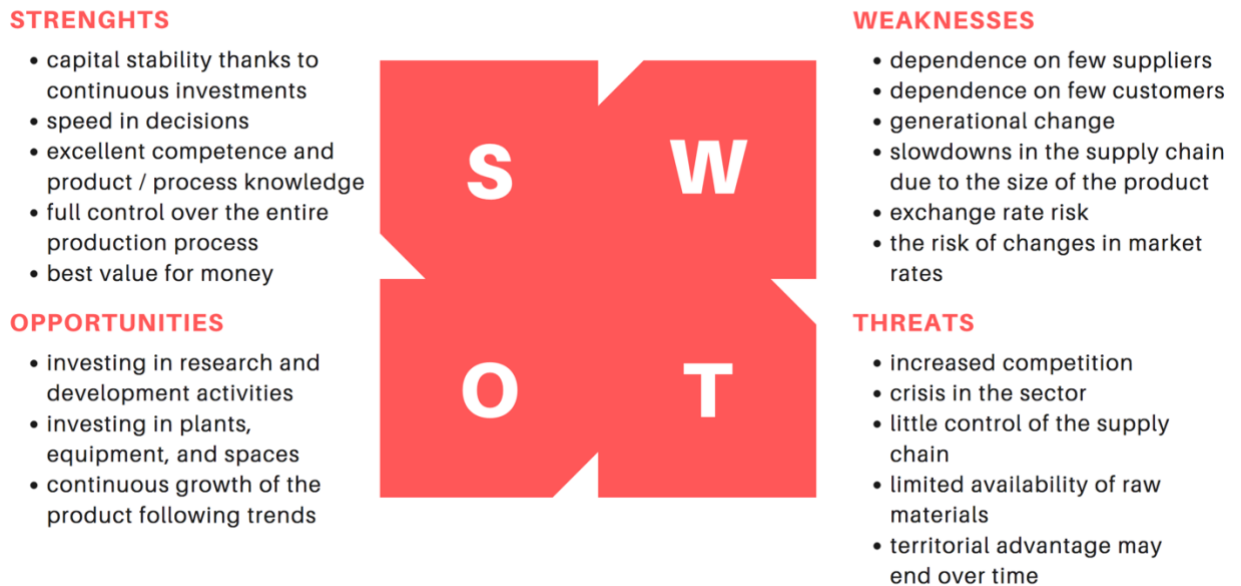 STRENGHTS
• capital stability thanks to
continuous investments
• speed in decisions
• excellent competence and
product / process knowledge
• full control over the entire
production process
• best value for money
OPPORTUNITIES
• investing in research and
development activities
• investing in plants,
equipment, and spaces
• continuous growth of the
product following trends
S
W
O
T
WEAKNESSES
• dependence on few suppliers
• dependence on few customers
• generational change
• slowdowns in the supply chain
due to the size of the product
• exchange rate risk
• the risk of changes in market
rates
THREATS
• increased competition
• crisis in the sector
• little control of the supply
chain
• limited availability of raw
materials
• territorial advantage may
end over time